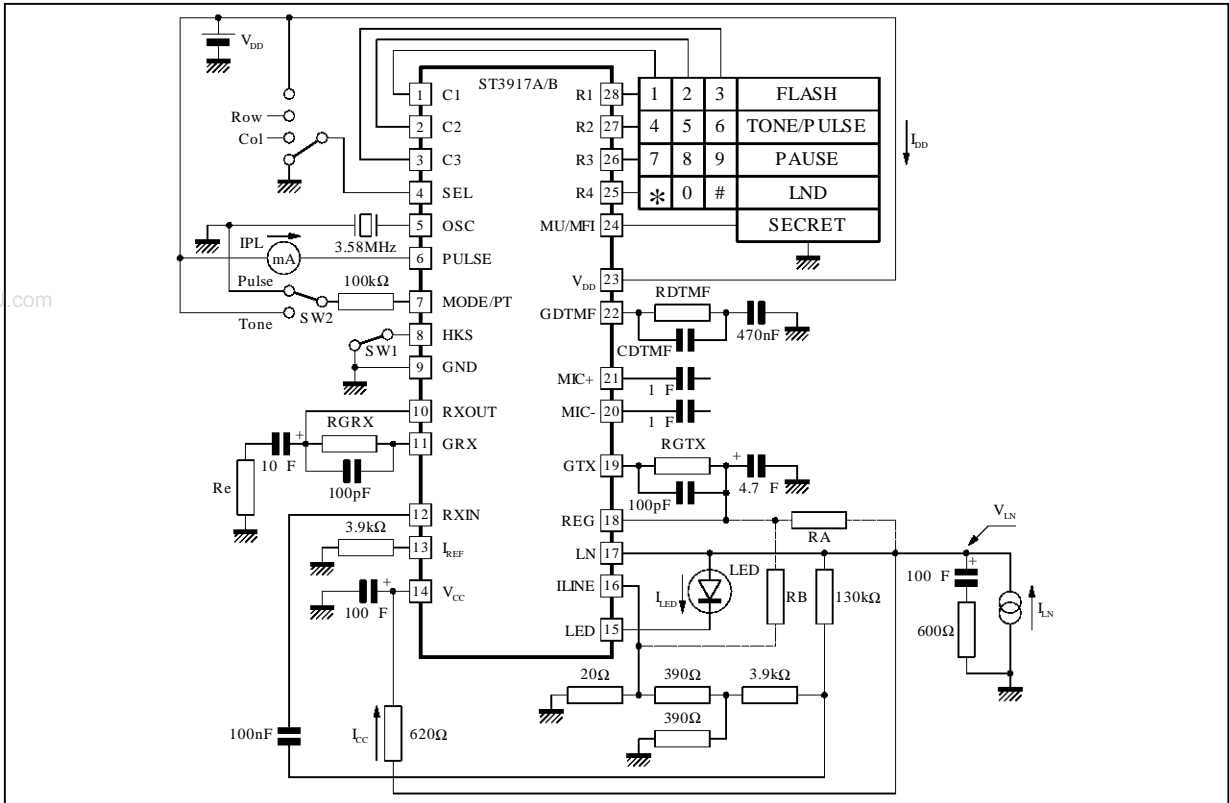 V_DD
Row
Col
IPL
mA
3.58MHz
Pulse
Tone
SW2
100kΩ
SW1
ST3917A/B
1 C1
2 C2
3 C3
4 SEL
5 OSC
6 PULSE
7 MODE/PT
8 HKS
9 GND
10 RXOUT
11 GRX
12 RXIN
13 I_REF
14 V_CC
R1 28
R2 27
R3 26
R4 25
MU/MFI 24
V_DD 23
GDTMF 22
MIC+ 21
MIC- 20
GTX 19
REG 18
LN 17
ILINE 16
LED 15
1 2 3 FLASH
4 5 6 TONE/PULSE
7 8 9 PAUSE
* 0 # LND
SECRET
I_DD
RDTMF
CDTMF
470nF
1 F
1 F
RGTX
+
100pF
4.7 F
RA
V_LN
LED
I_LED
RB
130kΩ
100 F
+
600Ω
I_LN
RGRX
+
10 F
100pF
Re
3.9kΩ
+
100 F
20Ω
390Ω
3.9kΩ
390Ω
100nF
I_CC
620Ω